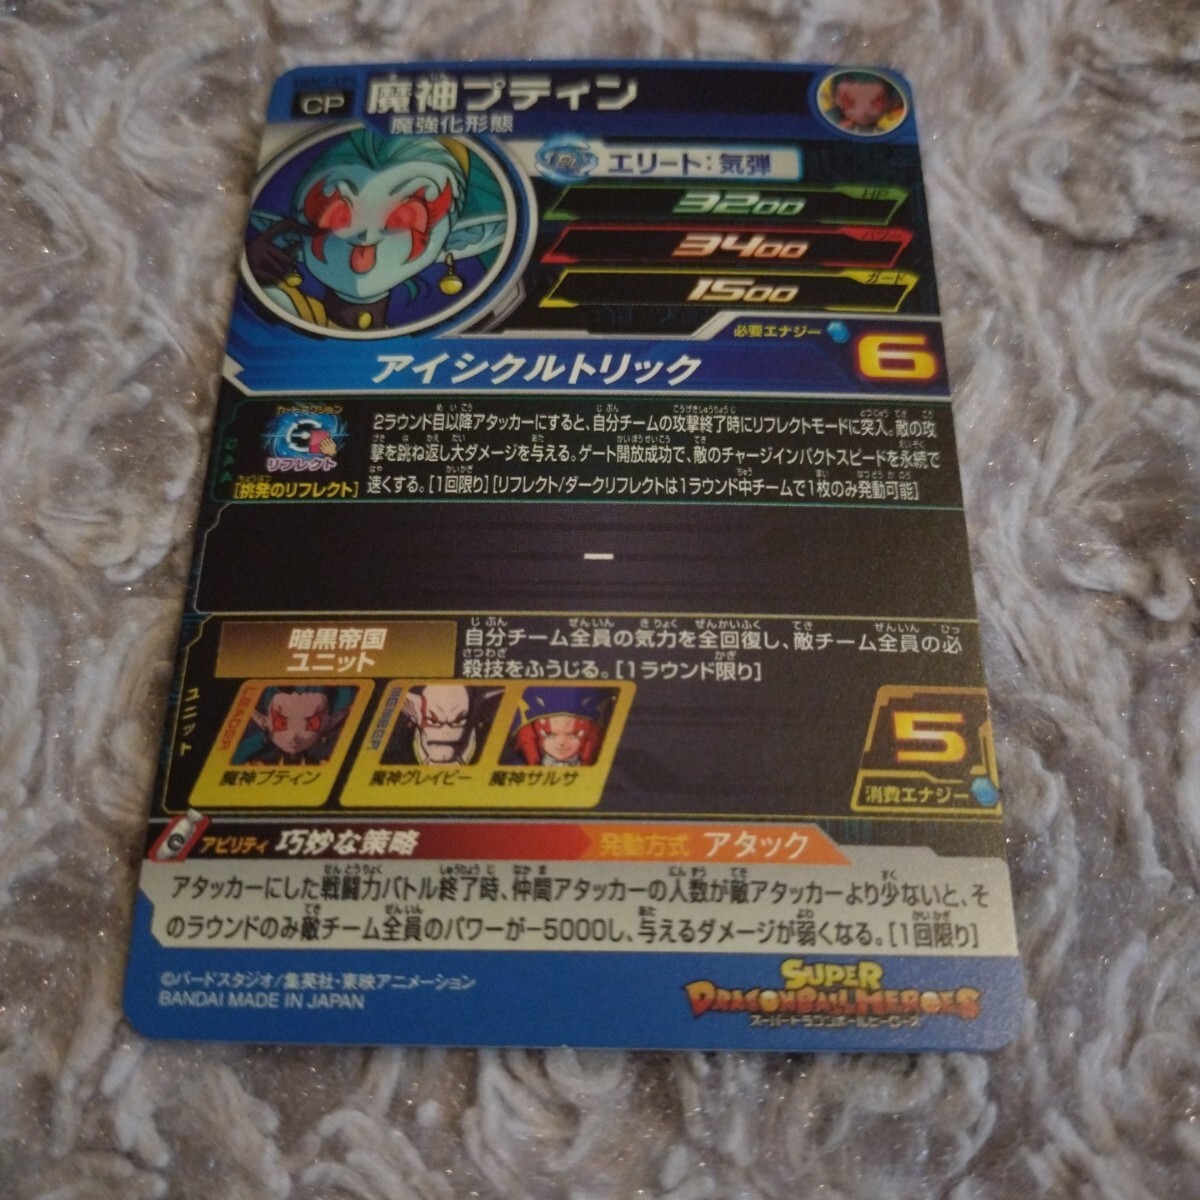 CP
魔神プティン
魔強化形態
エリート：気弾
HP
3200
パワー
3400
ガード
1500
必要エナジー
6
アイシクルトリック
CAA
カードアクション
リフレクト
[挑発のリフレクト]
2ラウンド目以降アタッカーにすると、自分チームの攻撃終了時にリフレクトモードに突入。敵の攻
撃を跳ね返し大ダメージを与える。ゲート開放成功で、敵のチャージインパクトスピードを永続で
速くする。[1回限り][リフレクト/ダークリフレクトは1ラウンド中チームで1枚のみ発動可能]
ー
ユニット
暗黒帝国
ユニット
自分チーム全員の気力を全回復し、敵チーム全員の必
殺技をふうじる。[1ラウンド限り]
LEADER
魔神プティン
MEMBER
魔神グレイビー
魔神サルサ
5
消費エナジー
アビリティ 巧妙な策略
発動方式 アタック
アタッカーにした戦闘力バトル終了時、仲間アタッカーの人数が敵アタッカーより少ないと、そ
のラウンドのみ敵チーム全員のパワーが-5000し、与えるダメージが弱くなる。[1回限り]
©バードスタジオ/集英社・東映アニメーション
BANDAI MADE IN JAPAN
SUPER
DRAGONBALL HEROES
スーパードラゴンボールヒーローズ